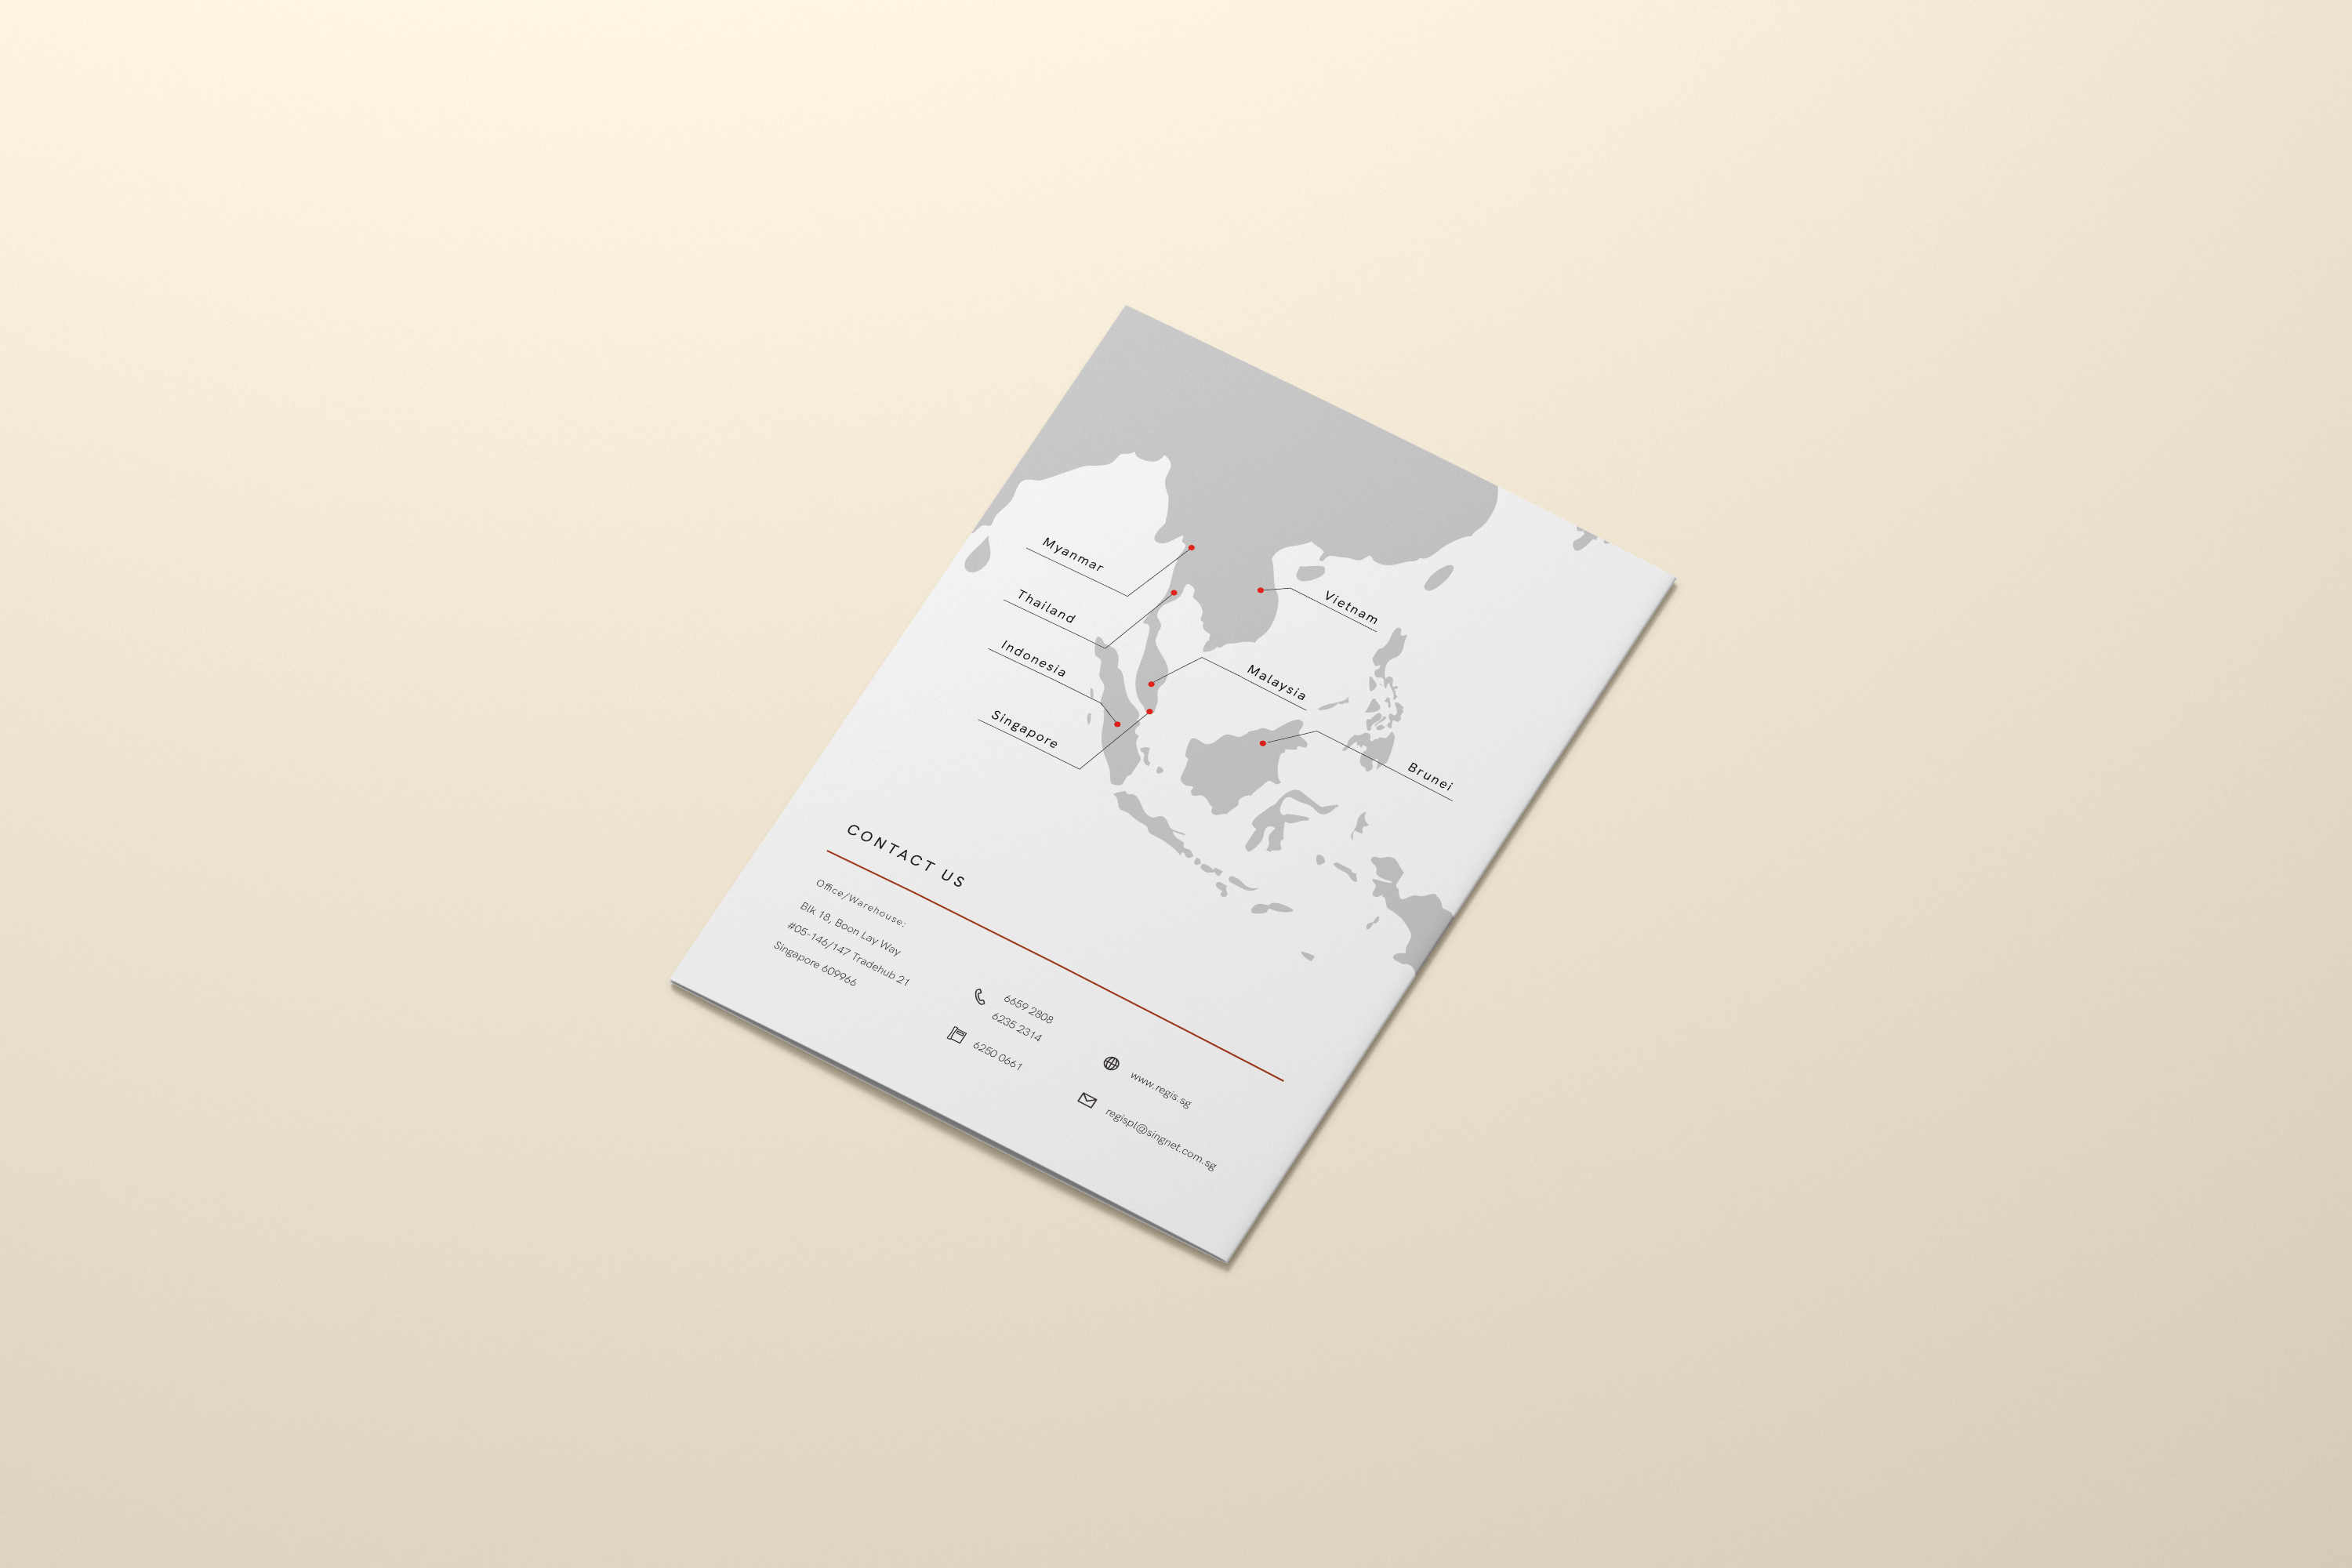 Myanmar
Thailand
Indonesia
Singapore
Vietnam
Malaysia
Brunei
CONTACT US
Office/Warehouse:
Blk 18, Boon Lay Way
#05-146/147 Tradehub 21
Singapore 609966
6659 2808
6235 2314
6250 0661
www.regis.sg
regispl@singnet.com.sg